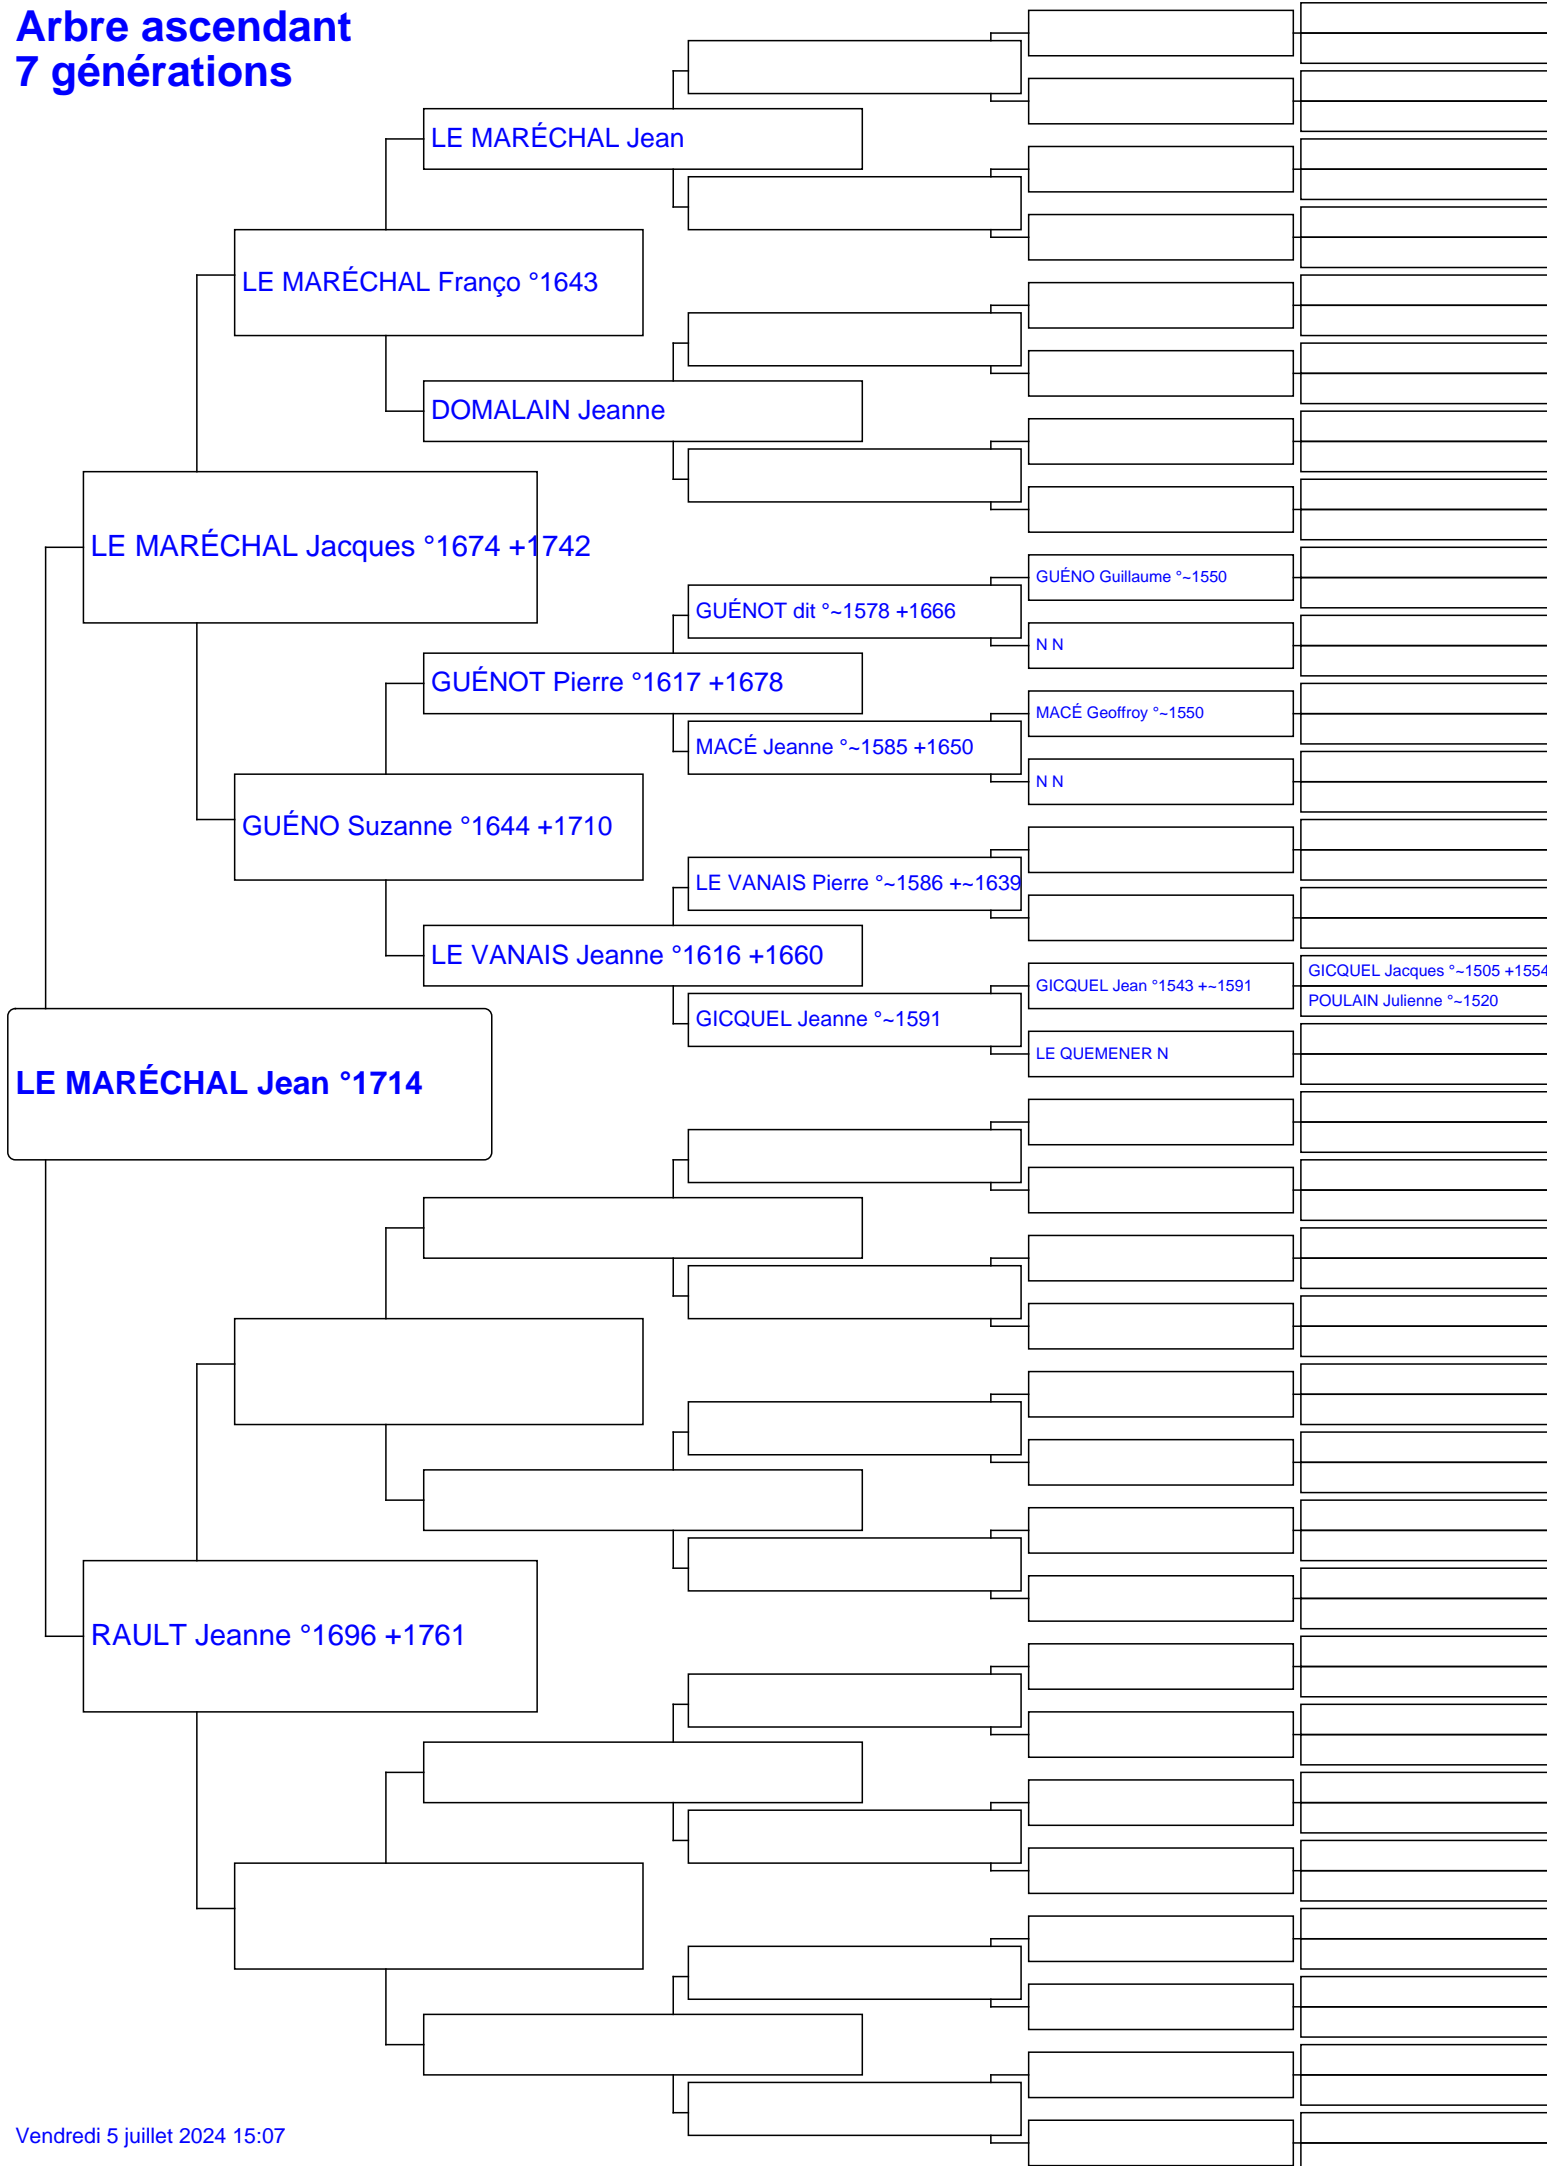 Arbre ascendant
7 générations
LE MARÉCHAL Jean
LE MARÉCHAL Franço °1643
DOMALAIN Jeanne
LE MARÉCHAL Jacques °1674 +1742
GUÉNO Guillaume °~1550
GUÉNOT dit °~1578 +1666
N N
GUÉNOT Pierre °1617 +1678
MACÉ Geoffroy °~1550
MACÉ Jeanne °~1585 +1650
N N
GUÉNO Suzanne °1644 +1710
LE VANAIS Pierre °~1586 +~1639
LE VANAIS Jeanne °1616 +1660
GICQUEL Jacques °~1505 +1554
GICQUEL Jean °1543 +~1591
POULAIN Julienne °~1520
GICQUEL Jeanne °~1591
LE QUEMENER N
LE MARÉCHAL Jean °1714
RAULT Jeanne °1696 +1761
Vendredi 5 juillet 2024 15:07